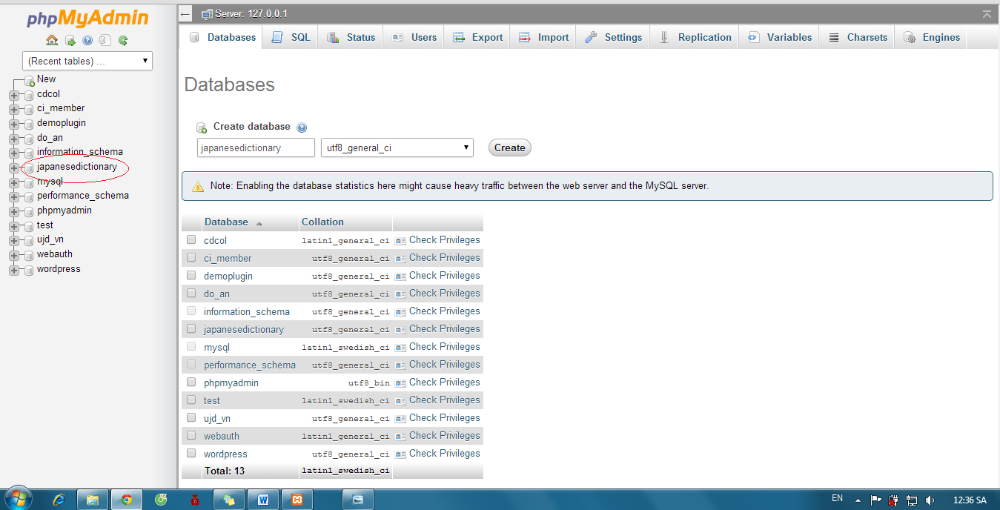 phpMyAdmin
(Recent tables) ...
New
cdcol
ci_member
demoplugin
do_an
information_schema
japanesedictionary
mysql
performance_schema
phpmyadmin
test
ujd_vn
webauth
wordpress
Server: 127.0.0.1
Databases SQL Status Users Export Import Settings Replication Variables Charsets Engines
Databases
Create database
japanesedictionary utf8_general_ci Create
Note: Enabling the database statistics here might cause heavy traffic between the web server and the MySQL server.
Database Collation
cdcol latin1_general_ci Check Privileges
ci_member utf8_general_ci Check Privileges
demoplugin utf8_general_ci Check Privileges
do_an utf8_general_ci Check Privileges
information_schema utf8_general_ci Check Privileges
japanesedictionary utf8_general_ci Check Privileges
mysql latin1_swedish_ci Check Privileges
performance_schema utf8_general_ci Check Privileges
phpmyadmin utf8_bin Check Privileges
test latin1_swedish_ci Check Privileges
ujd_vn utf8_general_ci Check Privileges
webauth latin1_general_ci Check Privileges
wordpress utf8_general_ci Check Privileges
Total: 13 latin1_swedish_ci
EN 12:36 SA